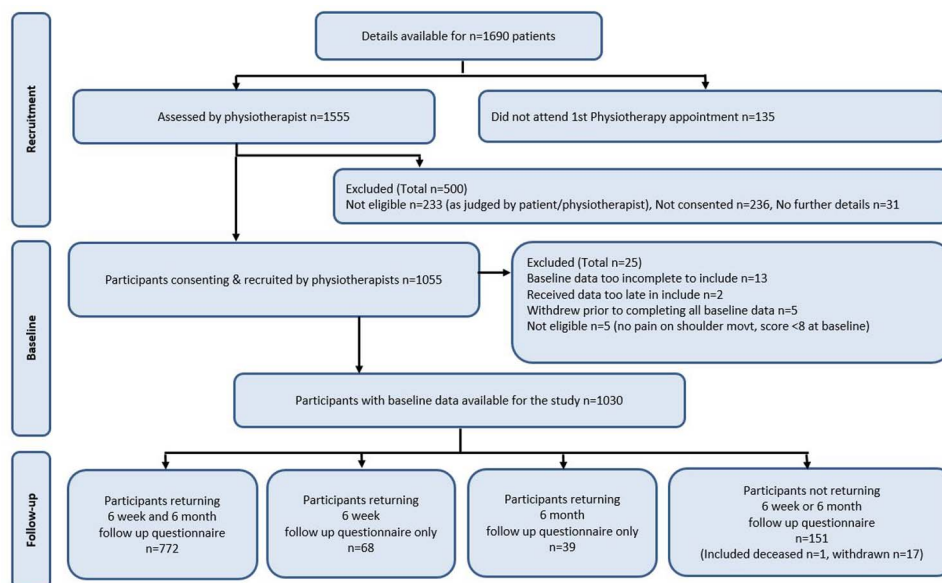 Recruitment
Details available for n=1690 patients
Assessed by physiotherapist n=1555
Did not attend 1st Physiotherapy appointment n=135
Excluded (Total n=500)
Not eligible n=233 (as judged by patient/physiotherapist), Not consented n=236, No further details n=31
Baseline
Participants consenting & recruited by physiotherapists n=1055
Excluded (Total n=25)
Baseline data too incomplete to include n=13
Received data too late in include n=2
Withdrew prior to completing all baseline data n=5
Not eligible n=5 (no pain on shoulder movt, score <8 at baseline)
Participants with baseline data available for the study n=1030
Follow-up
Participants returning
6 week and 6 month
follow up questionnaire
n=772
Participants returning
6 week
follow up questionnaire only
n=68
Participants returning
6 month
follow up questionnaire only
n=39
Participants not returning
6 week or 6 month
follow up questionnaire
n=151
(Included deceased n=1, withdrawn n=17)